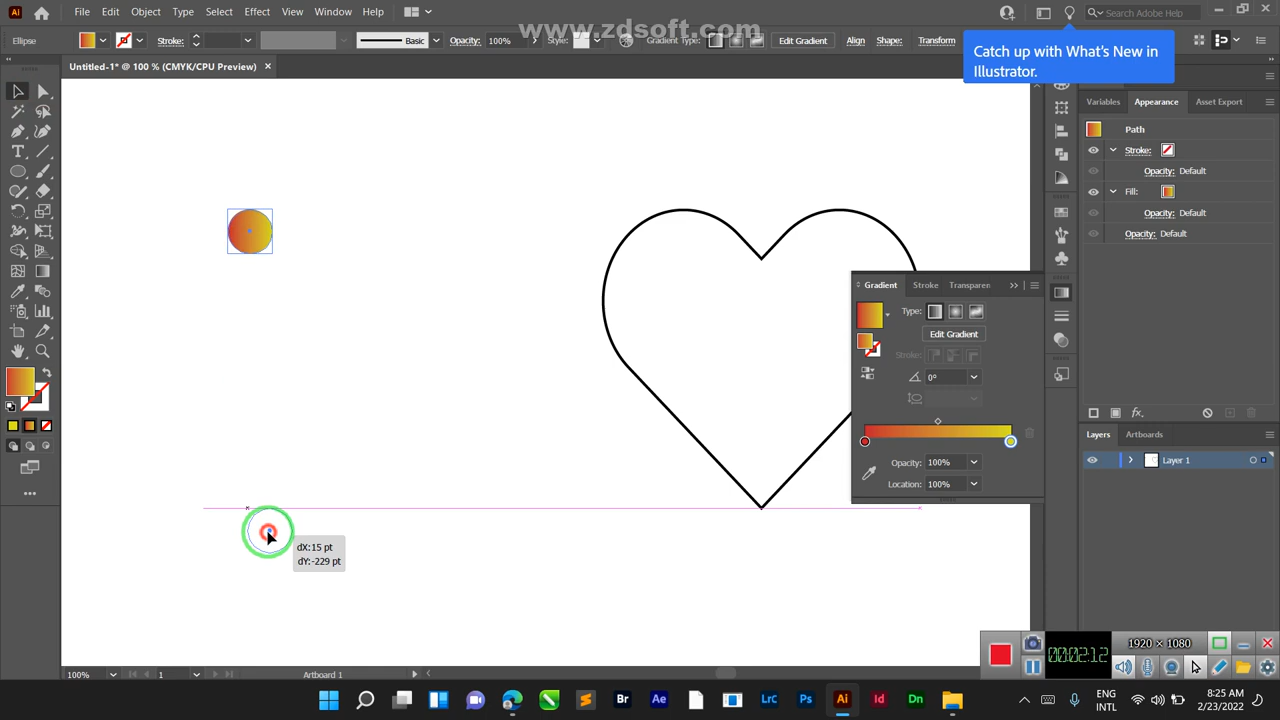 Ai File Edit Object Type Select Effect View Window Help
www.zdsoft.com
Search Adobe Help
Ellipse Stroke: Basic Opacity: 100% Style: Gradient Type: Edit Gradient Align Shape: Transform
Catch up with What's New in
Illustrator.
Untitled-1* @ 100 % (CMYK/CPU Preview) ×
Variables Appearance Asset Export
Path
Stroke:
Opacity: Default
Fill:
Opacity: Default
Opacity: Default
Gradient Stroke Transparen
Type:
Edit Gradient
Stroke:
0°
Opacity: 100%
Location: 100%
Layers Artboards
Layer 1
dX:15 pt
dY:-229 pt
1920 × 1080
00:02:12
100% 1 Artboard 1
Br Ae Lrc Ps Ai Id Dn
ENG
INTL
8:25 AM
2/23/2022